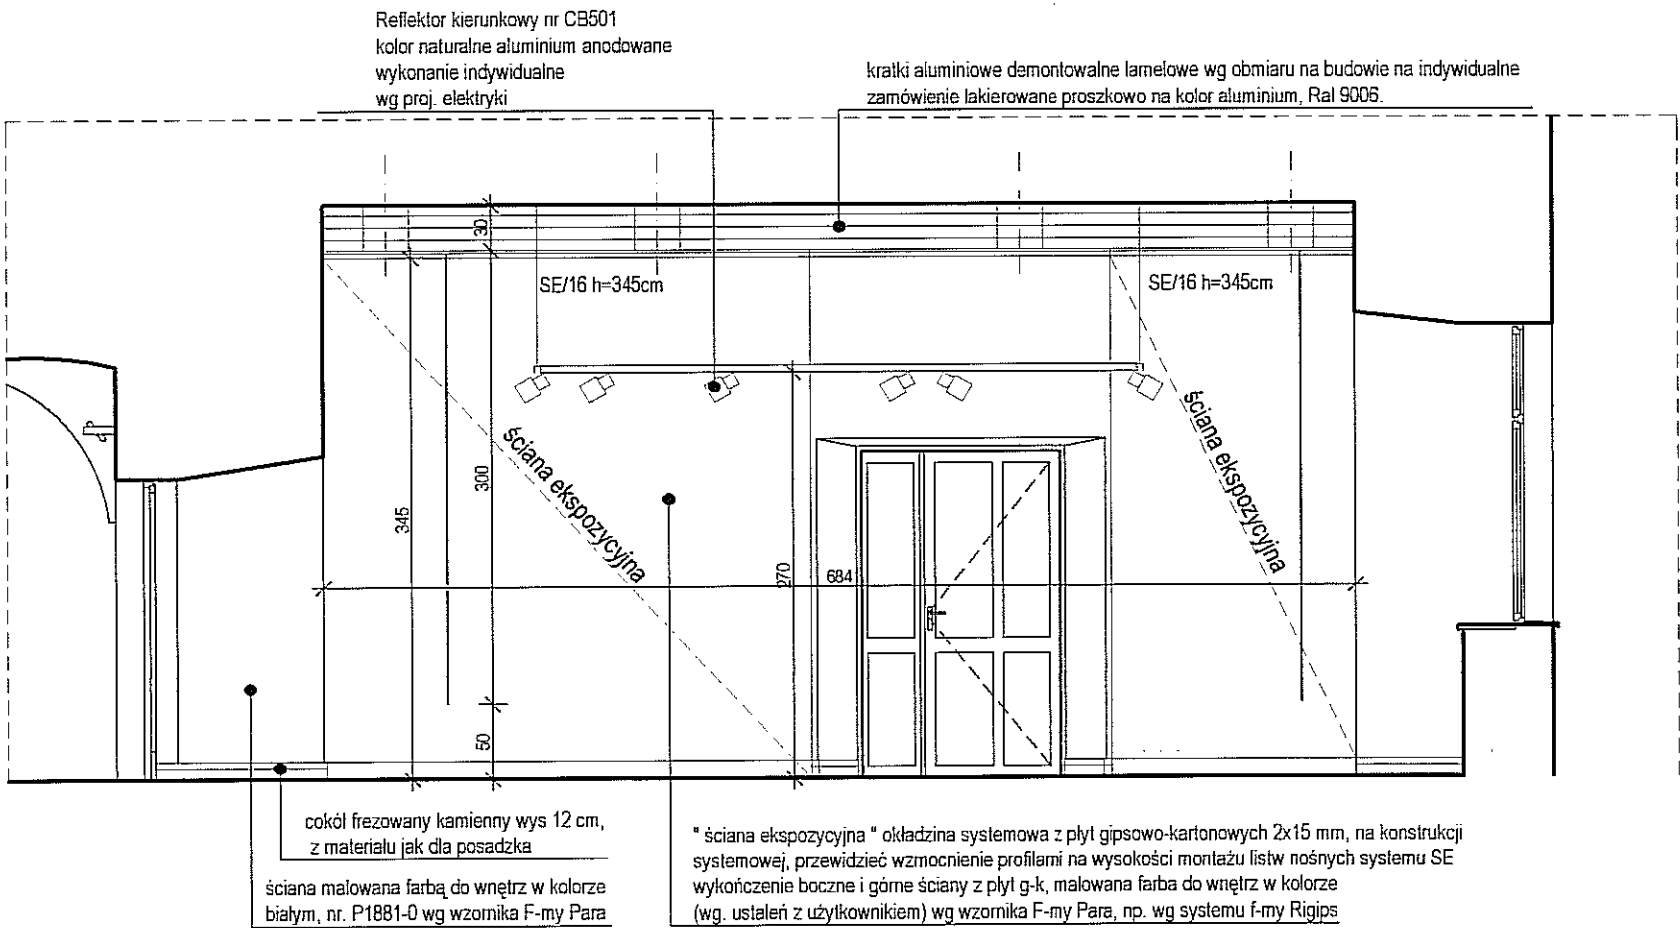 Reflektor kierunkowy nr CB501
kolor naturalne aluminium anodowane
wykonanie indywidualne
wg proj. elektryki
kratki aluminiowe demontowalne lamelowe wg obmiaru na budowie na indywidualne
zamówienie lakierowane proszkowo na kolor aluminium, Ral 9006.
30
SE/16 h=345cm
SE/16 h=345cm
ściana ekspozycyjna
ściana ekspozycyjna
300
345
270
684
50
cokół frezowany kamienny wys 12 cm,
z materiału jak dla posadzka
ściana malowana farbą do wnętrz w kolorze
białym, nr. P1881-0 wg wzornika F-my Para
" ściana ekspozycyjna " okładzina systemowa z płyt gipsowo-kartonowych 2x15 mm, na konstrukcji
systemowej, przewidzieć wzmocnienie profilami na wysokości montażu listw nośnych systemu SE
wykończenie boczne i górne ściany z płyt g-k, malowana farba do wnętrz w kolorze
(wg. ustaleń z użytkownikiem) wg wzornika F-my Para, np. wg systemu f-my Rigips